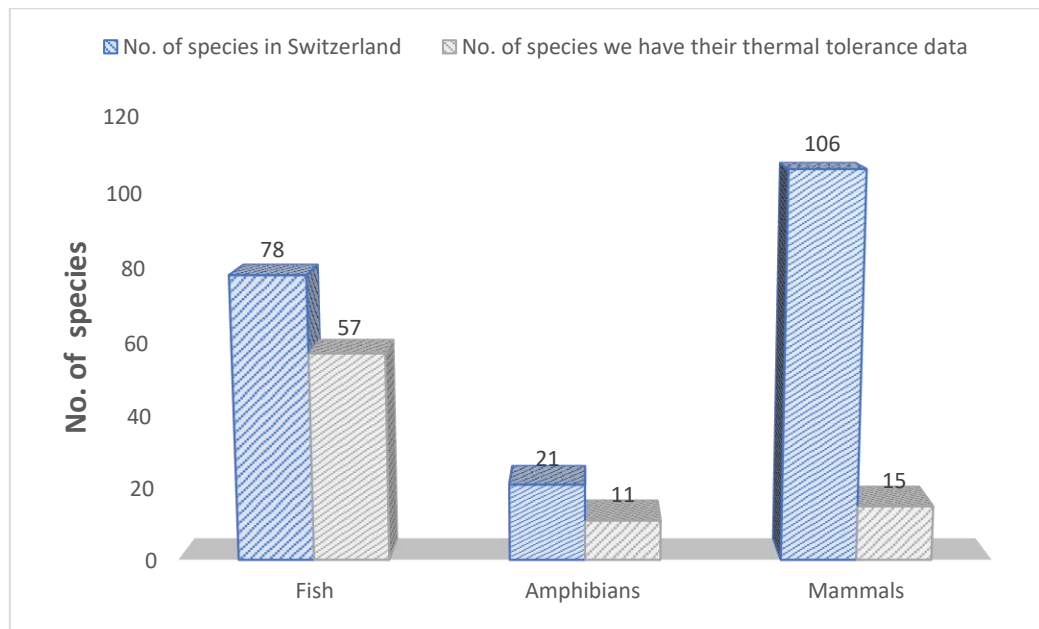 No. of species in Switzerland
No. of species we have their thermal tolerance data
No. of species
120
100
80
60
40
20
0
78
57
21
11
106
15
Fish
Amphibians
Mammals